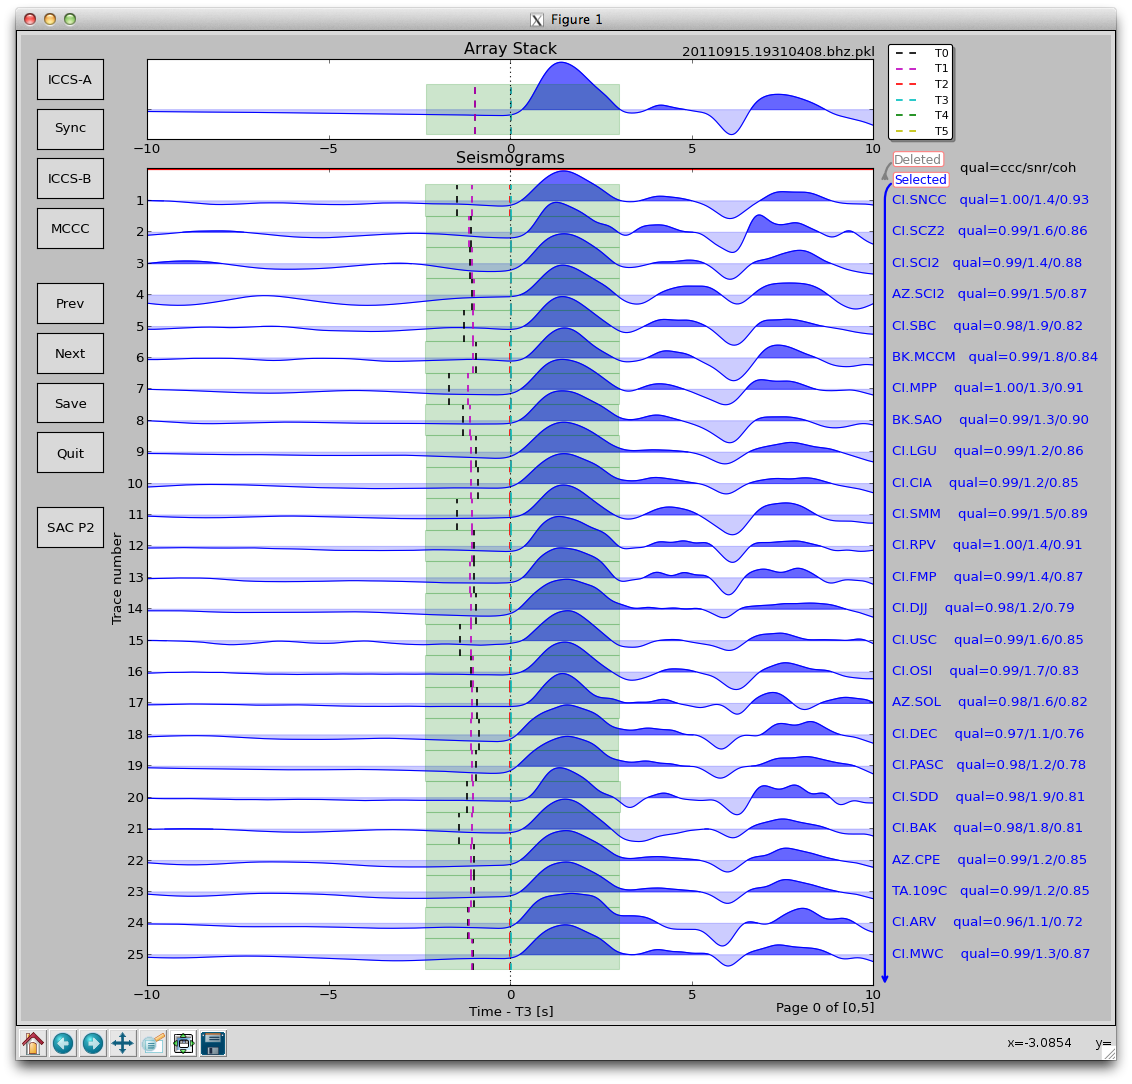 Figure 1
Array Stack
20110915.19310408.bhz.pkl
ICCS-A
Sync
ICCS-B
MCCC
Prev
Next
Save
Quit
SAC P2
T0
T1
T2
T3
T4
T5
−10 −5 0 5 10
Seismograms
Deleted
Selected
qual=ccc/snr/coh
1 CI.SNCC qual=1.00/1.4/0.93
2 CI.SCZ2 qual=0.99/1.6/0.86
3 CI.SCI2 qual=0.99/1.4/0.88
4 AZ.SCI2 qual=0.99/1.5/0.87
5 CI.SBC qual=0.98/1.9/0.82
6 BK.MCCM qual=0.99/1.8/0.84
7 CI.MPP qual=1.00/1.3/0.91
8 BK.SAO qual=0.99/1.3/0.90
9 CI.LGU qual=0.99/1.2/0.86
10 CI.CIA qual=0.99/1.2/0.85
11 CI.SMM qual=0.99/1.5/0.89
12 CI.RPV qual=1.00/1.4/0.91
13 CI.FMP qual=0.99/1.4/0.87
14 CI.DJJ qual=0.98/1.2/0.79
15 CI.USC qual=0.99/1.6/0.85
16 CI.OSI qual=0.99/1.7/0.83
17 AZ.SOL qual=0.98/1.6/0.82
18 CI.DEC qual=0.97/1.1/0.76
19 CI.PASC qual=0.98/1.2/0.78
20 CI.SDD qual=0.98/1.9/0.81
21 CI.BAK qual=0.98/1.8/0.81
22 AZ.CPE qual=0.99/1.2/0.85
23 TA.109C qual=0.99/1.2/0.85
24 CI.ARV qual=0.96/1.1/0.72
25 CI.MWC qual=0.99/1.3/0.87
Trace number
−10 −5 0 5 10
Time - T3 [s]
Page 0 of [0,5]
x=-3.0854 y=